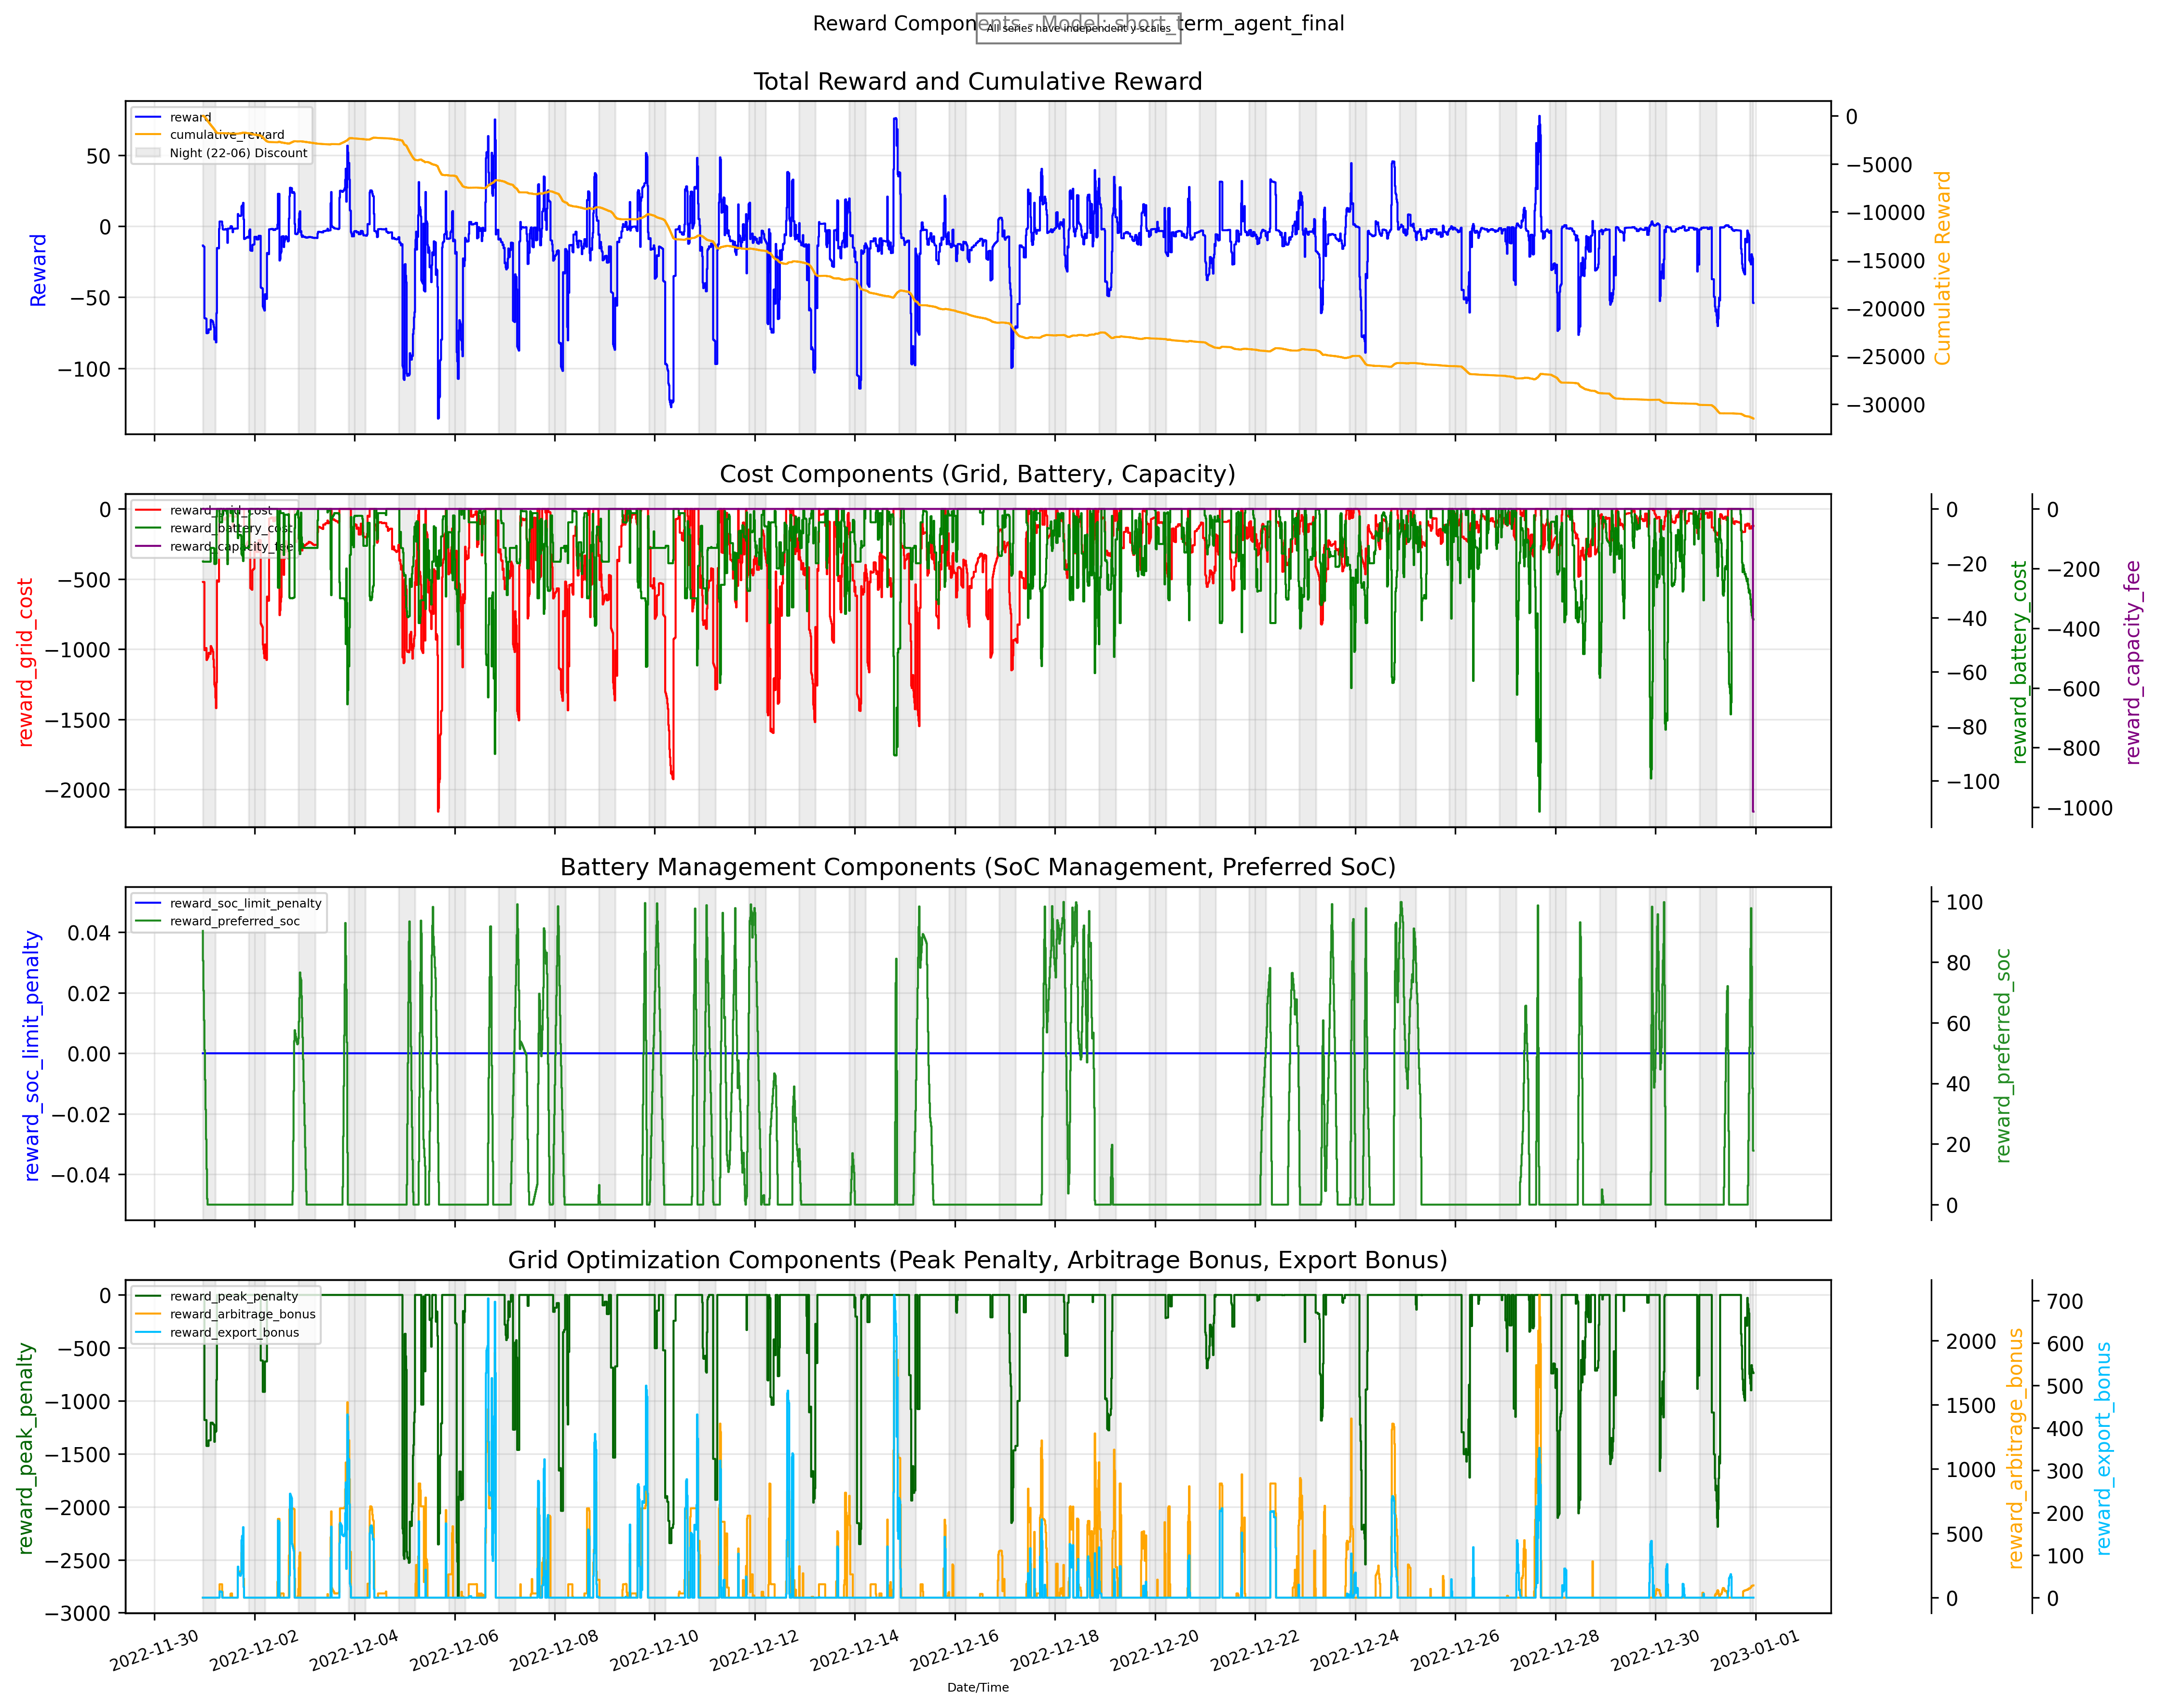 Reward Components - Model: short_term_agent_final
All series have independent y-scales
Total Reward and Cumulative Reward
reward
cumulative_reward
Night (22-06) Discount
50
0
−50
−100
Reward
0
−5000
−10000
−15000
−20000
−25000
−30000
Cumulative Reward
Cost Components (Grid, Battery, Capacity)
reward_grid_cost
reward_battery_cost
reward_capacity_fee
0
−500
−1000
−1500
−2000
reward_grid_cost
0
−20
−40
−60
−80
−100
reward_battery_cost
0
−200
−400
−600
−800
−1000
reward_capacity_fee
Battery Management Components (SoC Management, Preferred SoC)
reward_soc_limit_penalty
reward_preferred_soc
0.04
0.02
0.00
−0.02
−0.04
reward_soc_limit_penalty
100
80
60
40
20
0
reward_preferred_soc
Grid Optimization Components (Peak Penalty, Arbitrage Bonus, Export Bonus)
reward_peak_penalty
reward_arbitrage_bonus
reward_export_bonus
0
−500
−1000
−1500
−2000
−2500
−3000
reward_peak_penalty
2000
1500
1000
500
0
reward_arbitrage_bonus
700
600
500
400
300
200
100
0
reward_export_bonus
2022-11-30
2022-12-02
2022-12-04
2022-12-06
2022-12-08
2022-12-10
2022-12-12
2022-12-14
2022-12-16
2022-12-18
2022-12-20
2022-12-22
2022-12-24
2022-12-26
2022-12-28
2022-12-30
2023-01-01
Date/Time